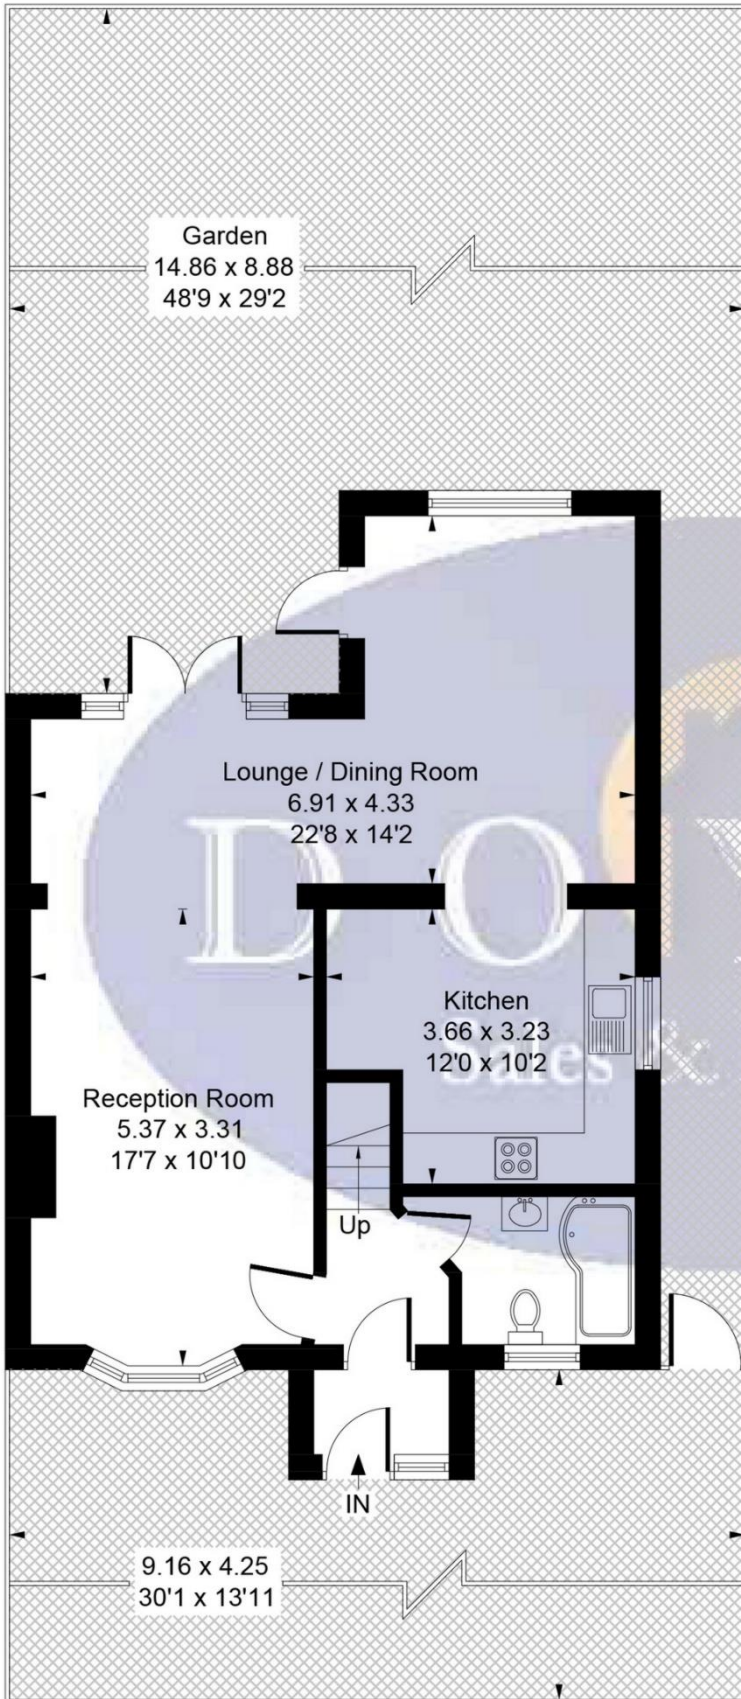 Garden
14.86 x 8.88
48'9 x 29'2
Lounge / Dining Room
6.91 x 4.33
22'8 x 14'2
D O
Kitchen
3.66 x 3.23
12'0 x 10'2
Sales &
Reception Room
5.37 x 3.31
17'7 x 10'10
Up
IN
9.16 x 4.25
30'1 x 13'11